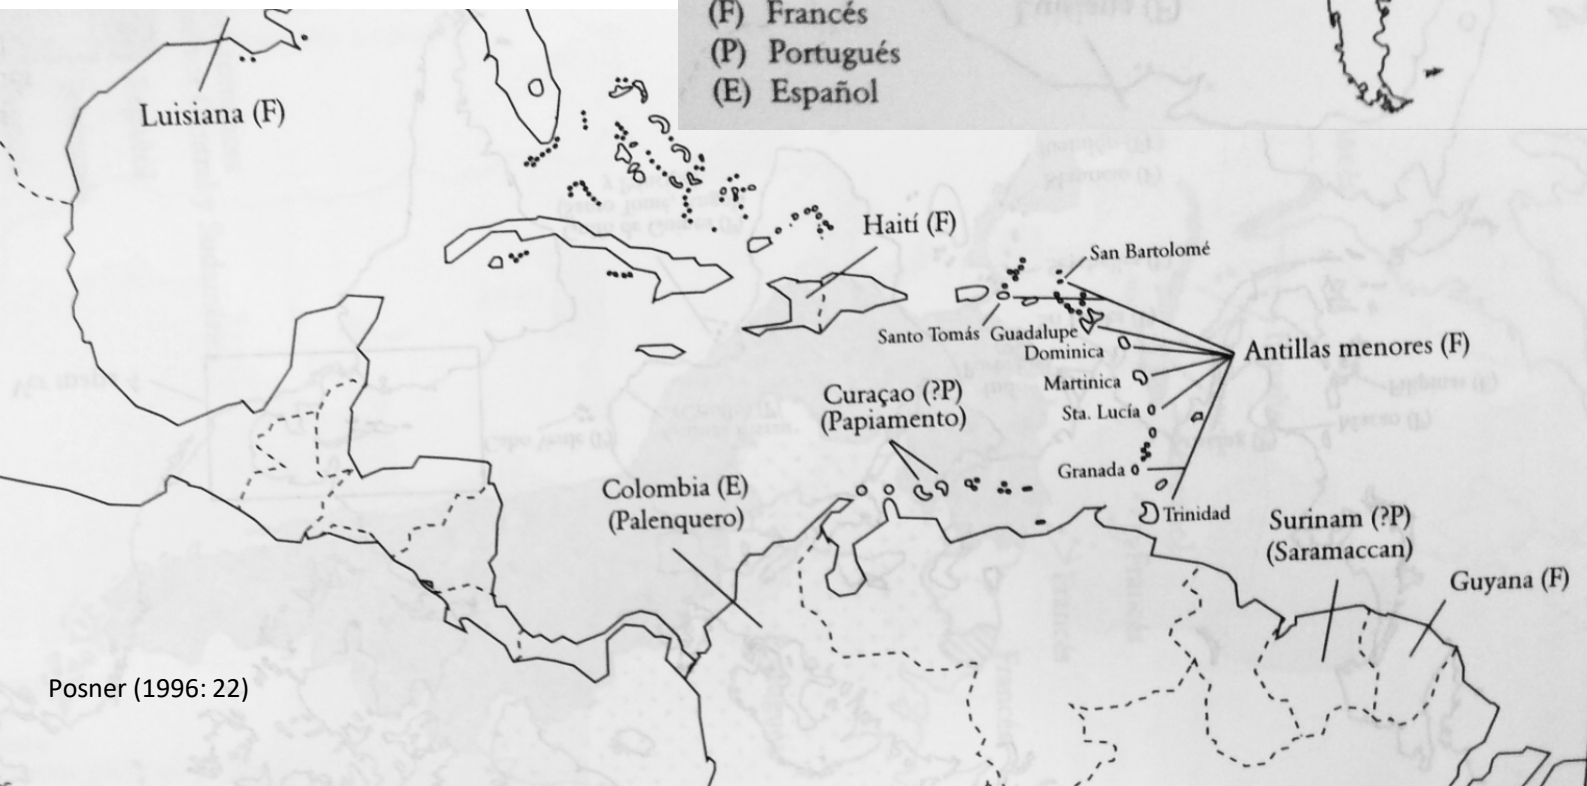 (F) Francés
(P) Portugués
(E) Español
Luisiana (F)
Haití (F)
San Bartolomé
Santo Tomás
Guadalupe
Dominica
Antillas menores (F)
Martinica
Curaçao (?P)
(Papiamento)
Sta. Lucía
Granada
Colombia (E)
(Palenquero)
Trinidad
Surinam (?P)
(Saramaccan)
Guyana (F)
Posner (1996: 22)